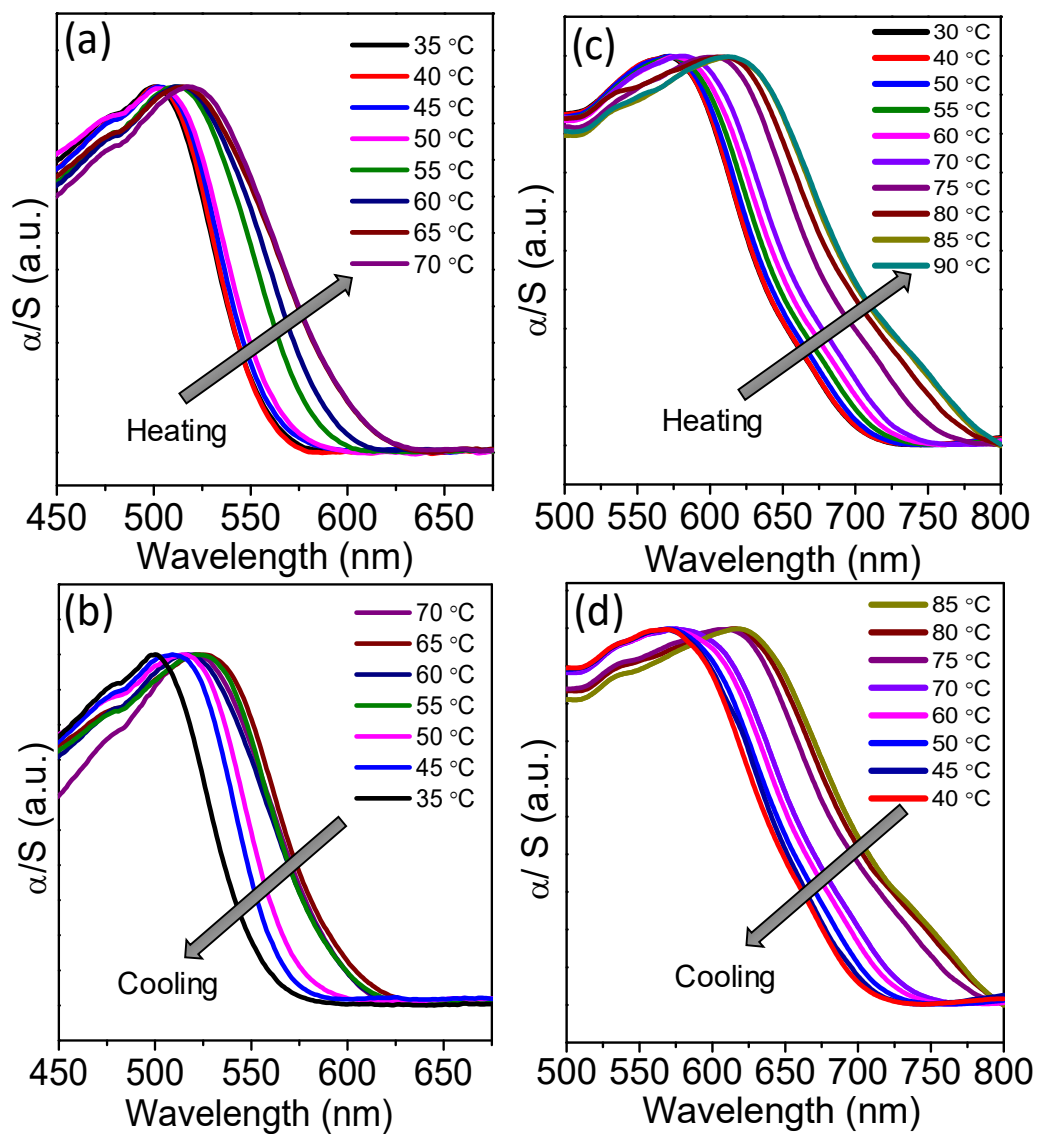 (a)
35 °C
40 °C
45 °C
50 °C
55 °C
60 °C
65 °C
70 °C
Heating
α/S (a.u.)
450 500 550 600 650
Wavelength (nm)
(c)
30 °C
40 °C
50 °C
55 °C
60 °C
70 °C
75 °C
80 °C
85 °C
90 °C
Heating
α/S (a.u.)
500 550 600 650 700 750 800
Wavelength (nm)
(b)
70 °C
65 °C
60 °C
55 °C
50 °C
45 °C
35 °C
Cooling
α/S (a.u.)
450 500 550 600 650
Wavelength (nm)
(d)
85 °C
80 °C
75 °C
70 °C
60 °C
50 °C
45 °C
40 °C
Cooling
α/ S (a.u.)
500 550 600 650 700 750 800
Wavelength (nm)